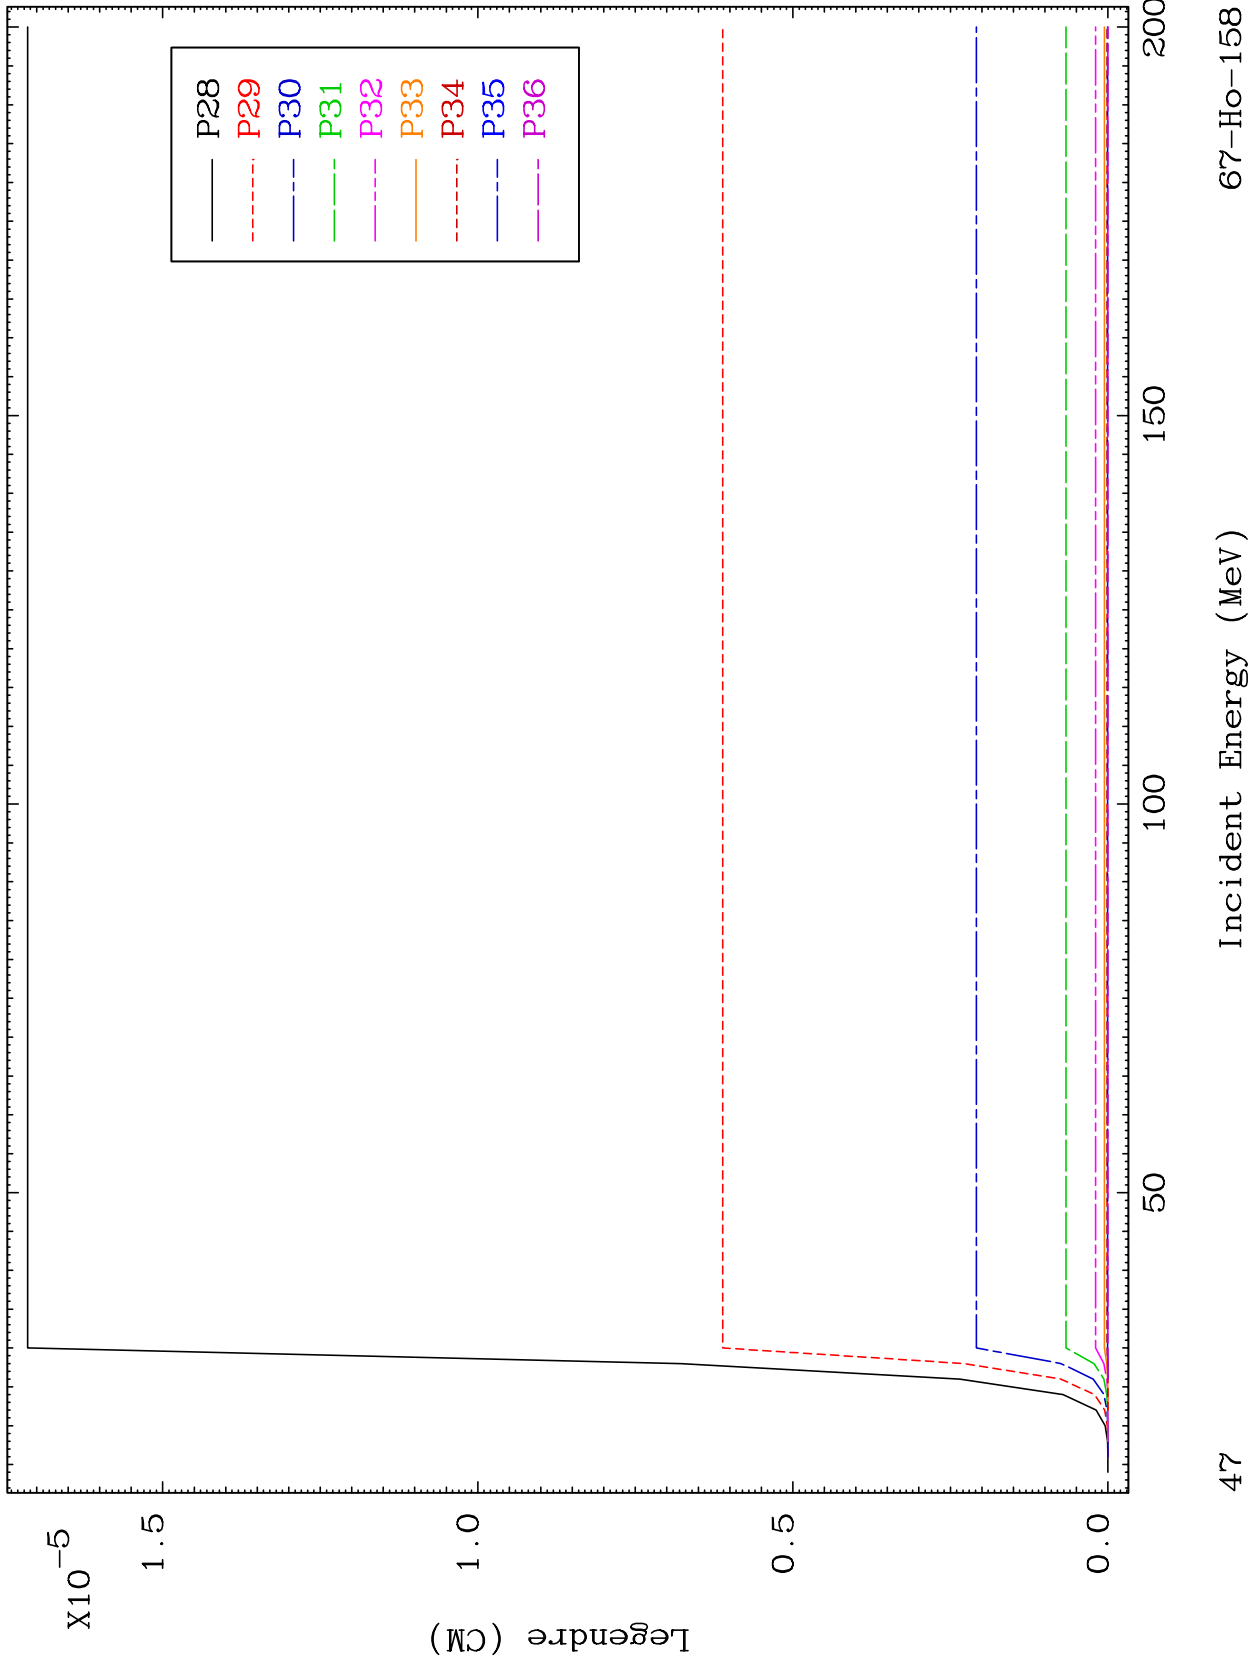 X10-5
Legendre (CM)
1.5
1.0
0.5
0.0
P28
P29
P30
P31
P32
P33
P34
P35
P36
50
100
150
200
47
Incident Energy (MeV)
67-Ho-158